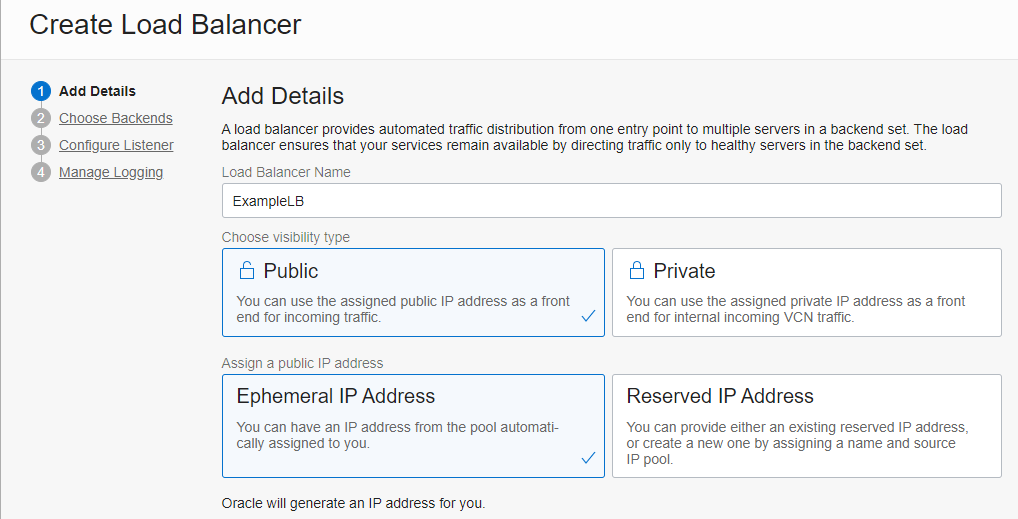 Create Load Balancer
1 Add Details
2 Choose Backends
3 Configure Listener
4 Manage Logging
Add Details
A load balancer provides automated traffic distribution from one entry point to multiple servers in a backend set. The load
balancer ensures that your services remain available by directing traffic only to healthy servers in the backend set.
Load Balancer Name
ExampleLB
Choose visibility type
Public
You can use the assigned public IP address as a front
end for incoming traffic.
Private
You can use the assigned private IP address as a front
end for internal incoming VCN traffic.
Assign a public IP address
Ephemeral IP Address
You can have an IP address from the pool automati-
cally assigned to you.
Reserved IP Address
You can provide either an existing reserved IP address,
or create a new one by assigning a name and source
IP pool.
Oracle will generate an IP address for you.